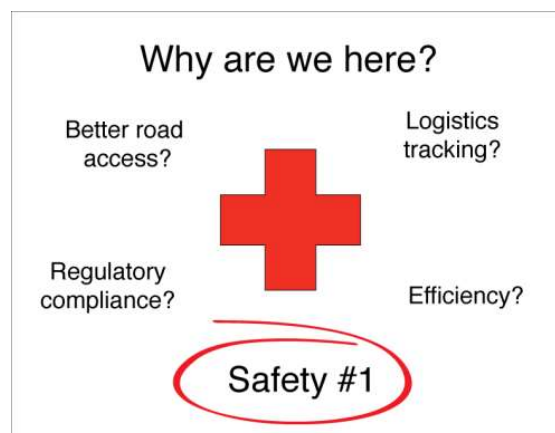 Why are we here?
Better road
access?
Logistics
tracking?
Regulatory
compliance?
Efficiency?
Safety #1